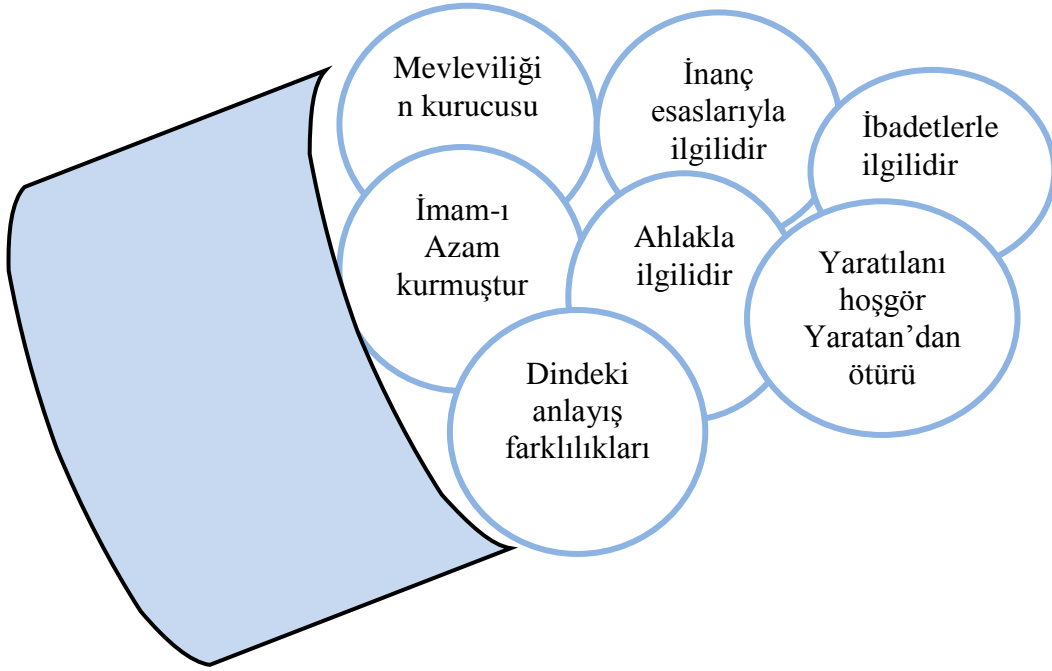 Mevleviliği
n kurucusu
İnanç
esaslarıyla
ilgilidir
İbadetlerle
ilgilidir
İmam-ı
Azam
kurmuştur
Ahlakla
ilgilidir
Yaratılanı
hoşgör
Yaratan’dan
ötürü
Dindeki
anlayış
farklılıkları